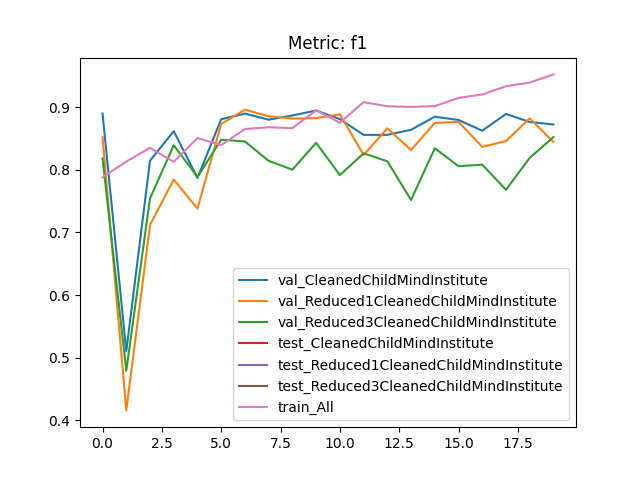 Metric: f1
0.9
0.8
0.7
0.6
0.5
0.4
0.0 2.5 5.0 7.5 10.0 12.5 15.0 17.5
val_CleanedChildMindInstitute
val_Reduced1CleanedChildMindInstitute
val_Reduced3CleanedChildMindInstitute
test_CleanedChildMindInstitute
test_Reduced1CleanedChildMindInstitute
test_Reduced3CleanedChildMindInstitute
train_All